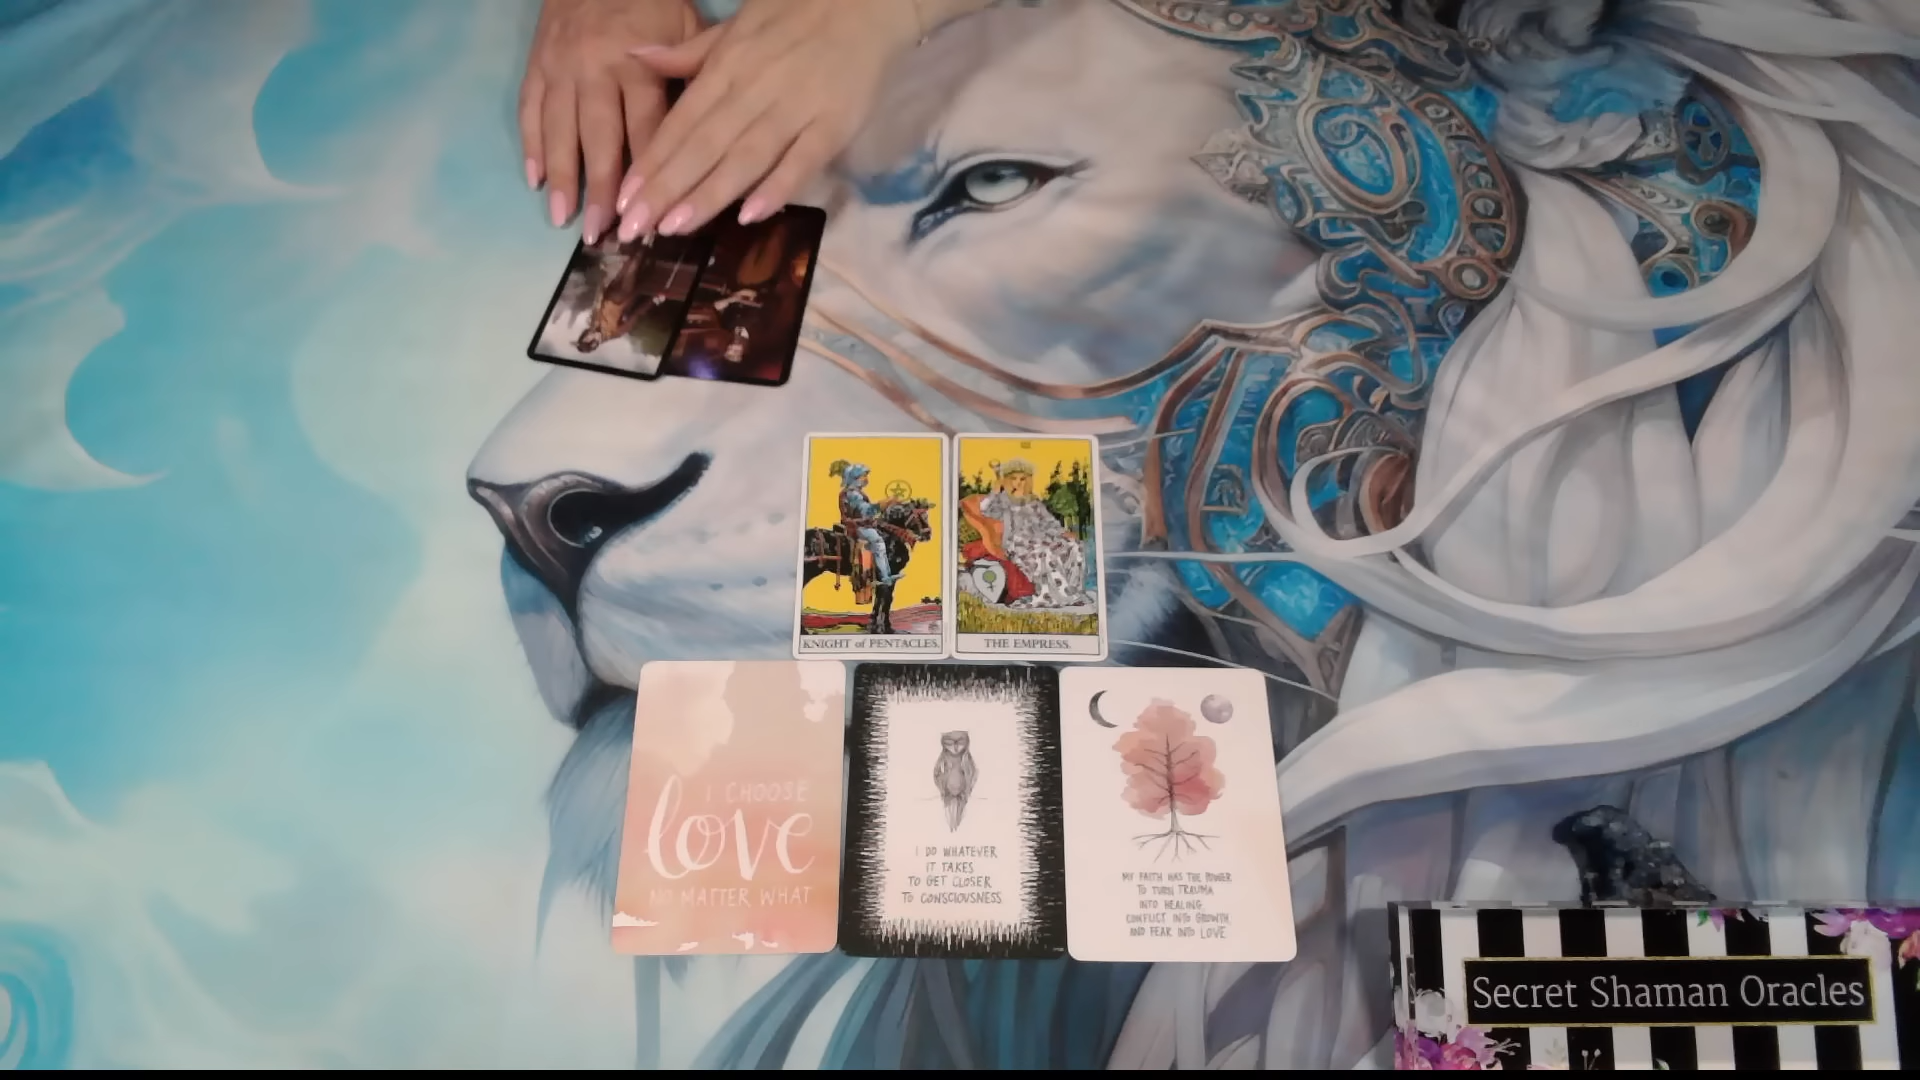 KNIGHT of PENTACLES.
THE EMPRESS.
I CHOOSE
love
NO MATTER WHAT
I DO WHATEVER
IT TAKES
TO GET CLOSER
TO CONSCIOUSNESS
MY FAITH HAS THE POWER
TO TURN TRAUMA
INTO HEALING
CONFLICT INTO GROWTH
AND FEAR INTO LOVE.
Secret Shaman Oracles